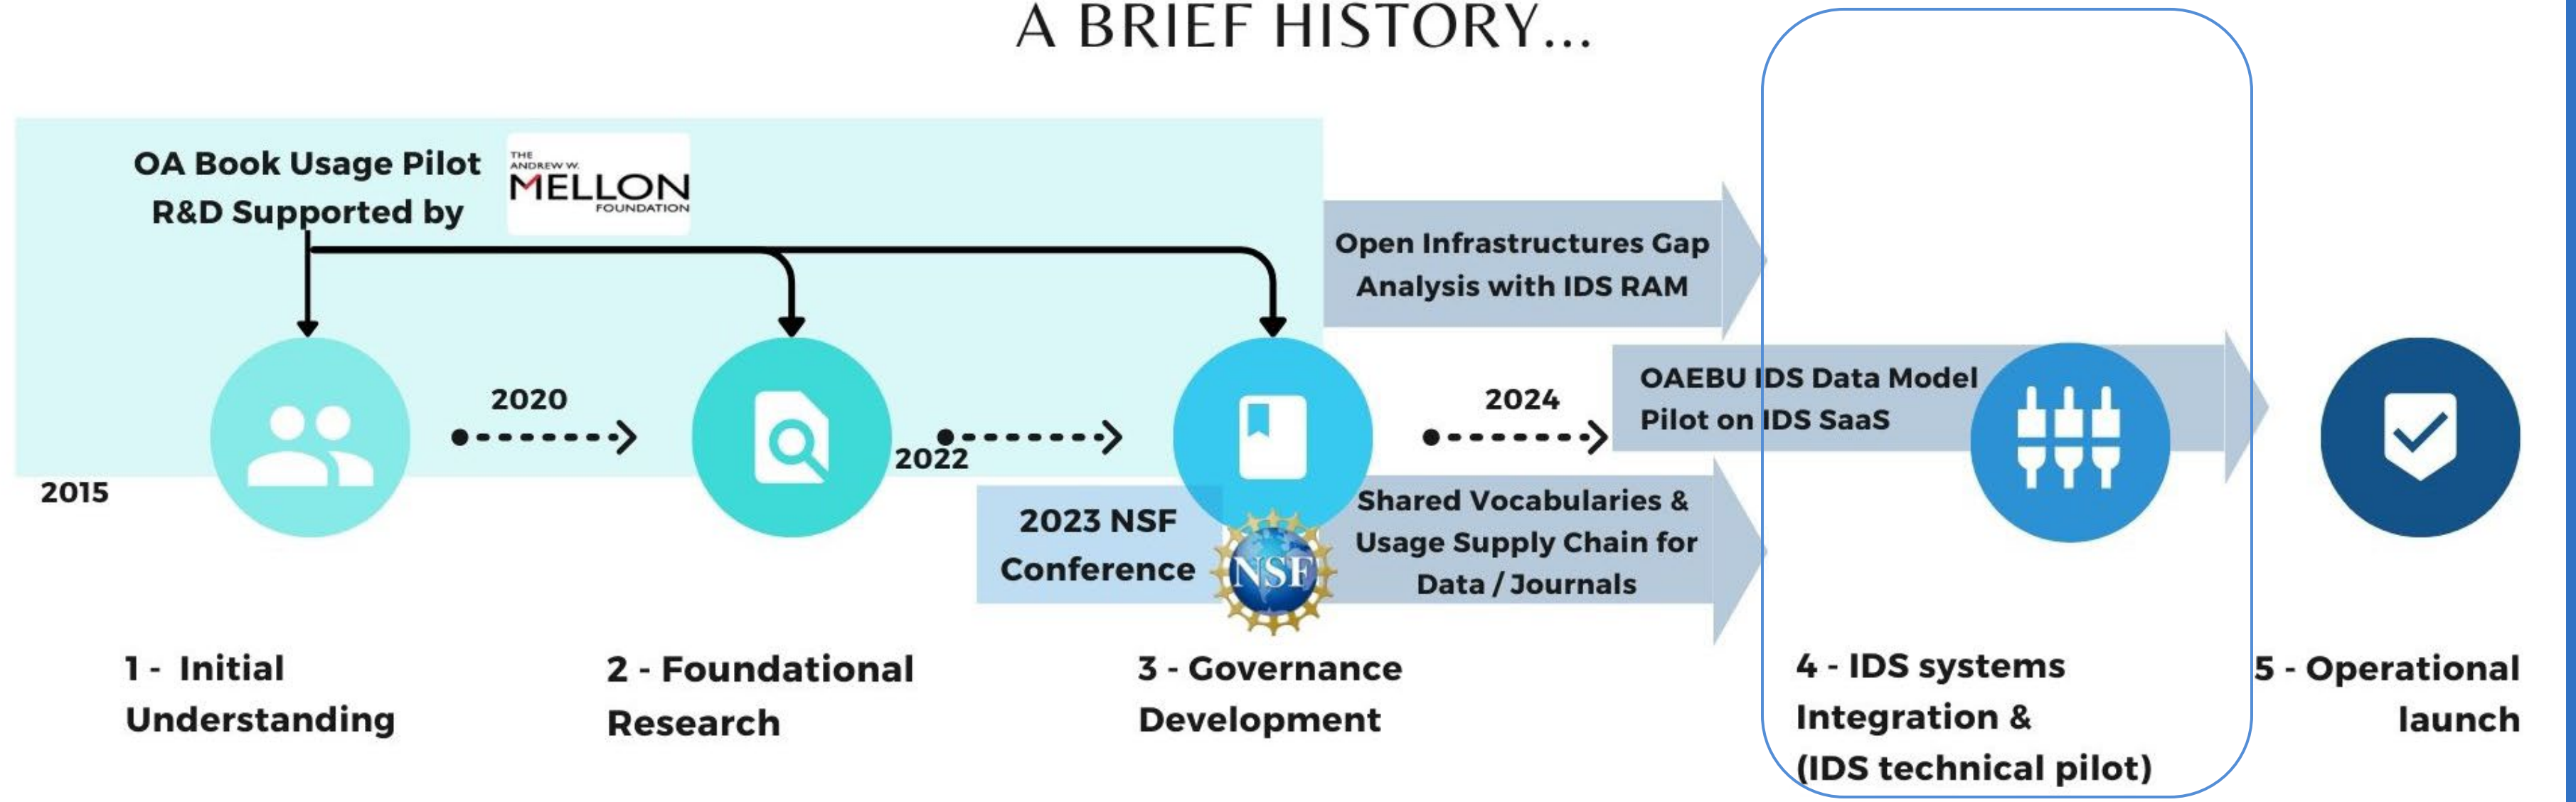 A BRIEF HISTORY...
OA Book Usage Pilot
R&D Supported by
THE
ANDREW W.
MELLON
FOUNDATION
Open Infrastructures Gap
Analysis with IDS RAM
2020
2022
2024
OAEBU IDS Data Model
Pilot on IDS SaaS
2015
2023 NSF
Conference
NSF
Shared Vocabularies &
Usage Supply Chain for
Data / Journals
1 - Initial
Understanding
2 - Foundational
Research
3 - Governance
Development
4 - IDS systems
Integration &
(IDS technical pilot)
5 - Operational
launch